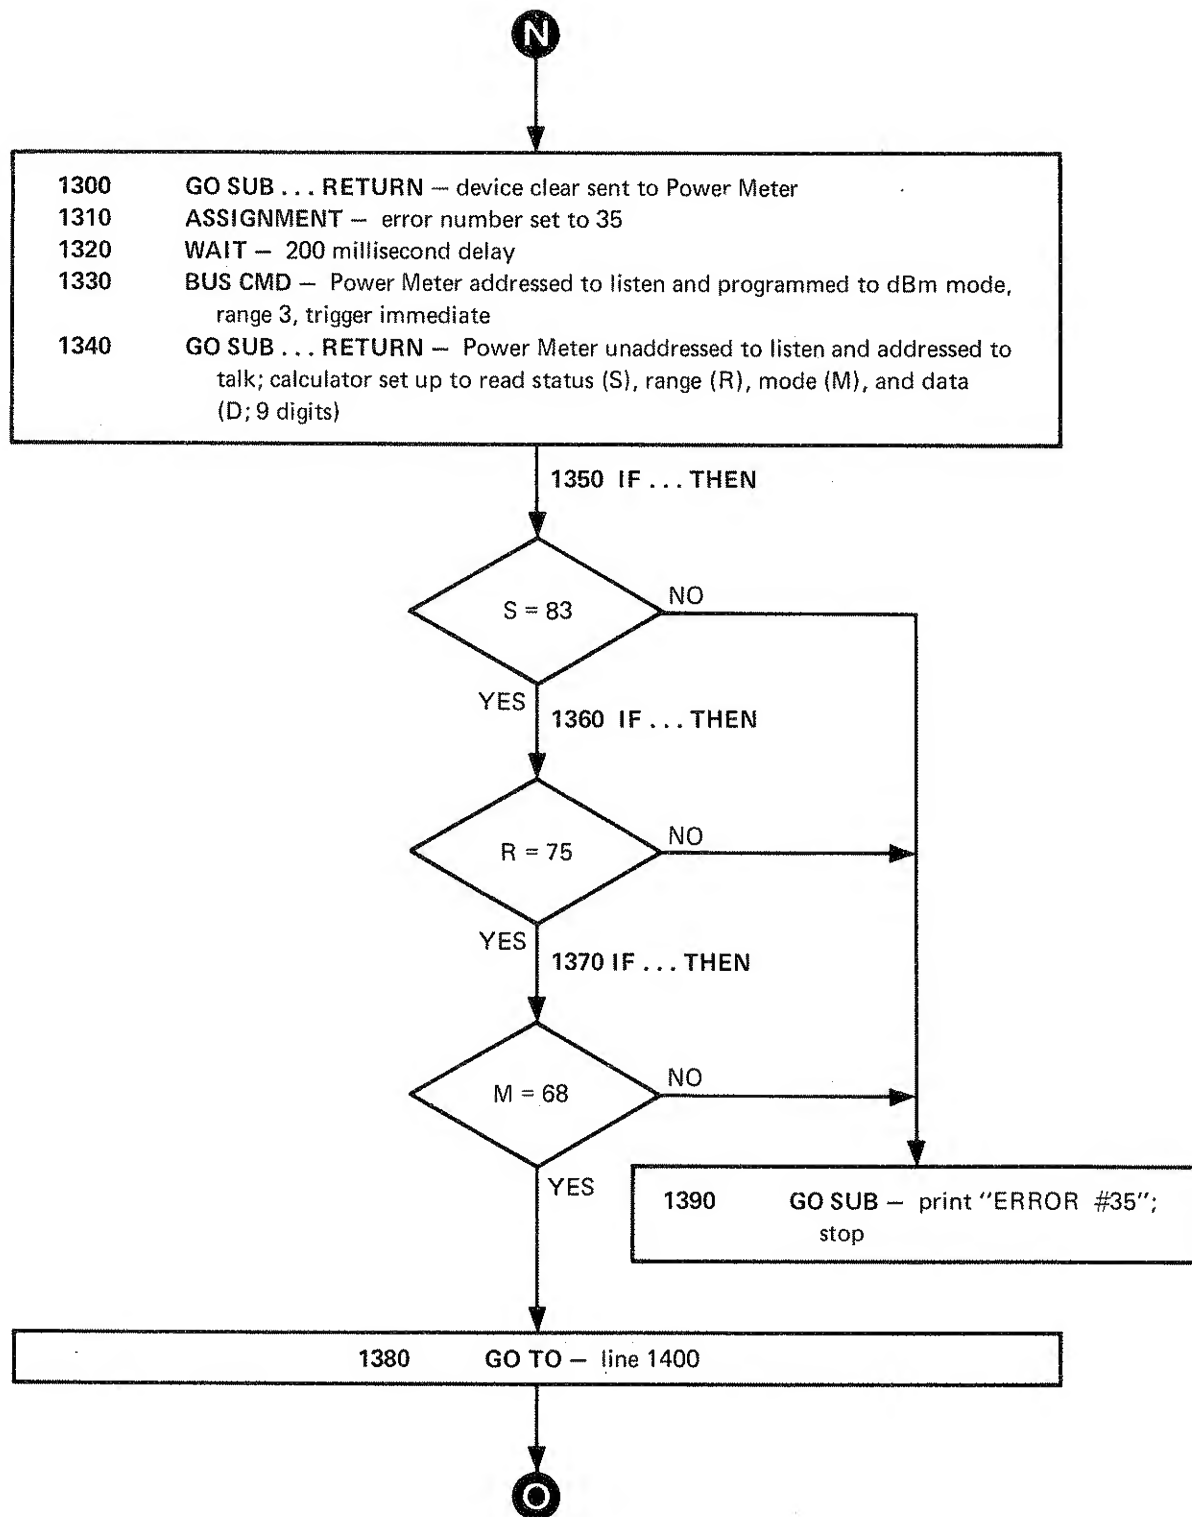 N
1300 GO SUB . . . RETURN — device clear sent to Power Meter
1310 ASSIGNMENT — error number set to 35
1320 WAIT — 200 millisecond delay
1330 BUS CMD — Power Meter addressed to listen and programmed to dBm mode,
range 3, trigger immediate
1340 GO SUB . . . RETURN — Power Meter unaddressed to listen and addressed to
talk; calculator set up to read status (S), range (R), mode (M), and data
(D; 9 digits)
1350 IF . . . THEN
S = 83
NO
YES
1360 IF . . . THEN
R = 75
NO
YES
1370 IF . . . THEN
M = 68
NO
YES
1390 GO SUB — print "ERROR #35";
stop
1380 GO TO — line 1400
O